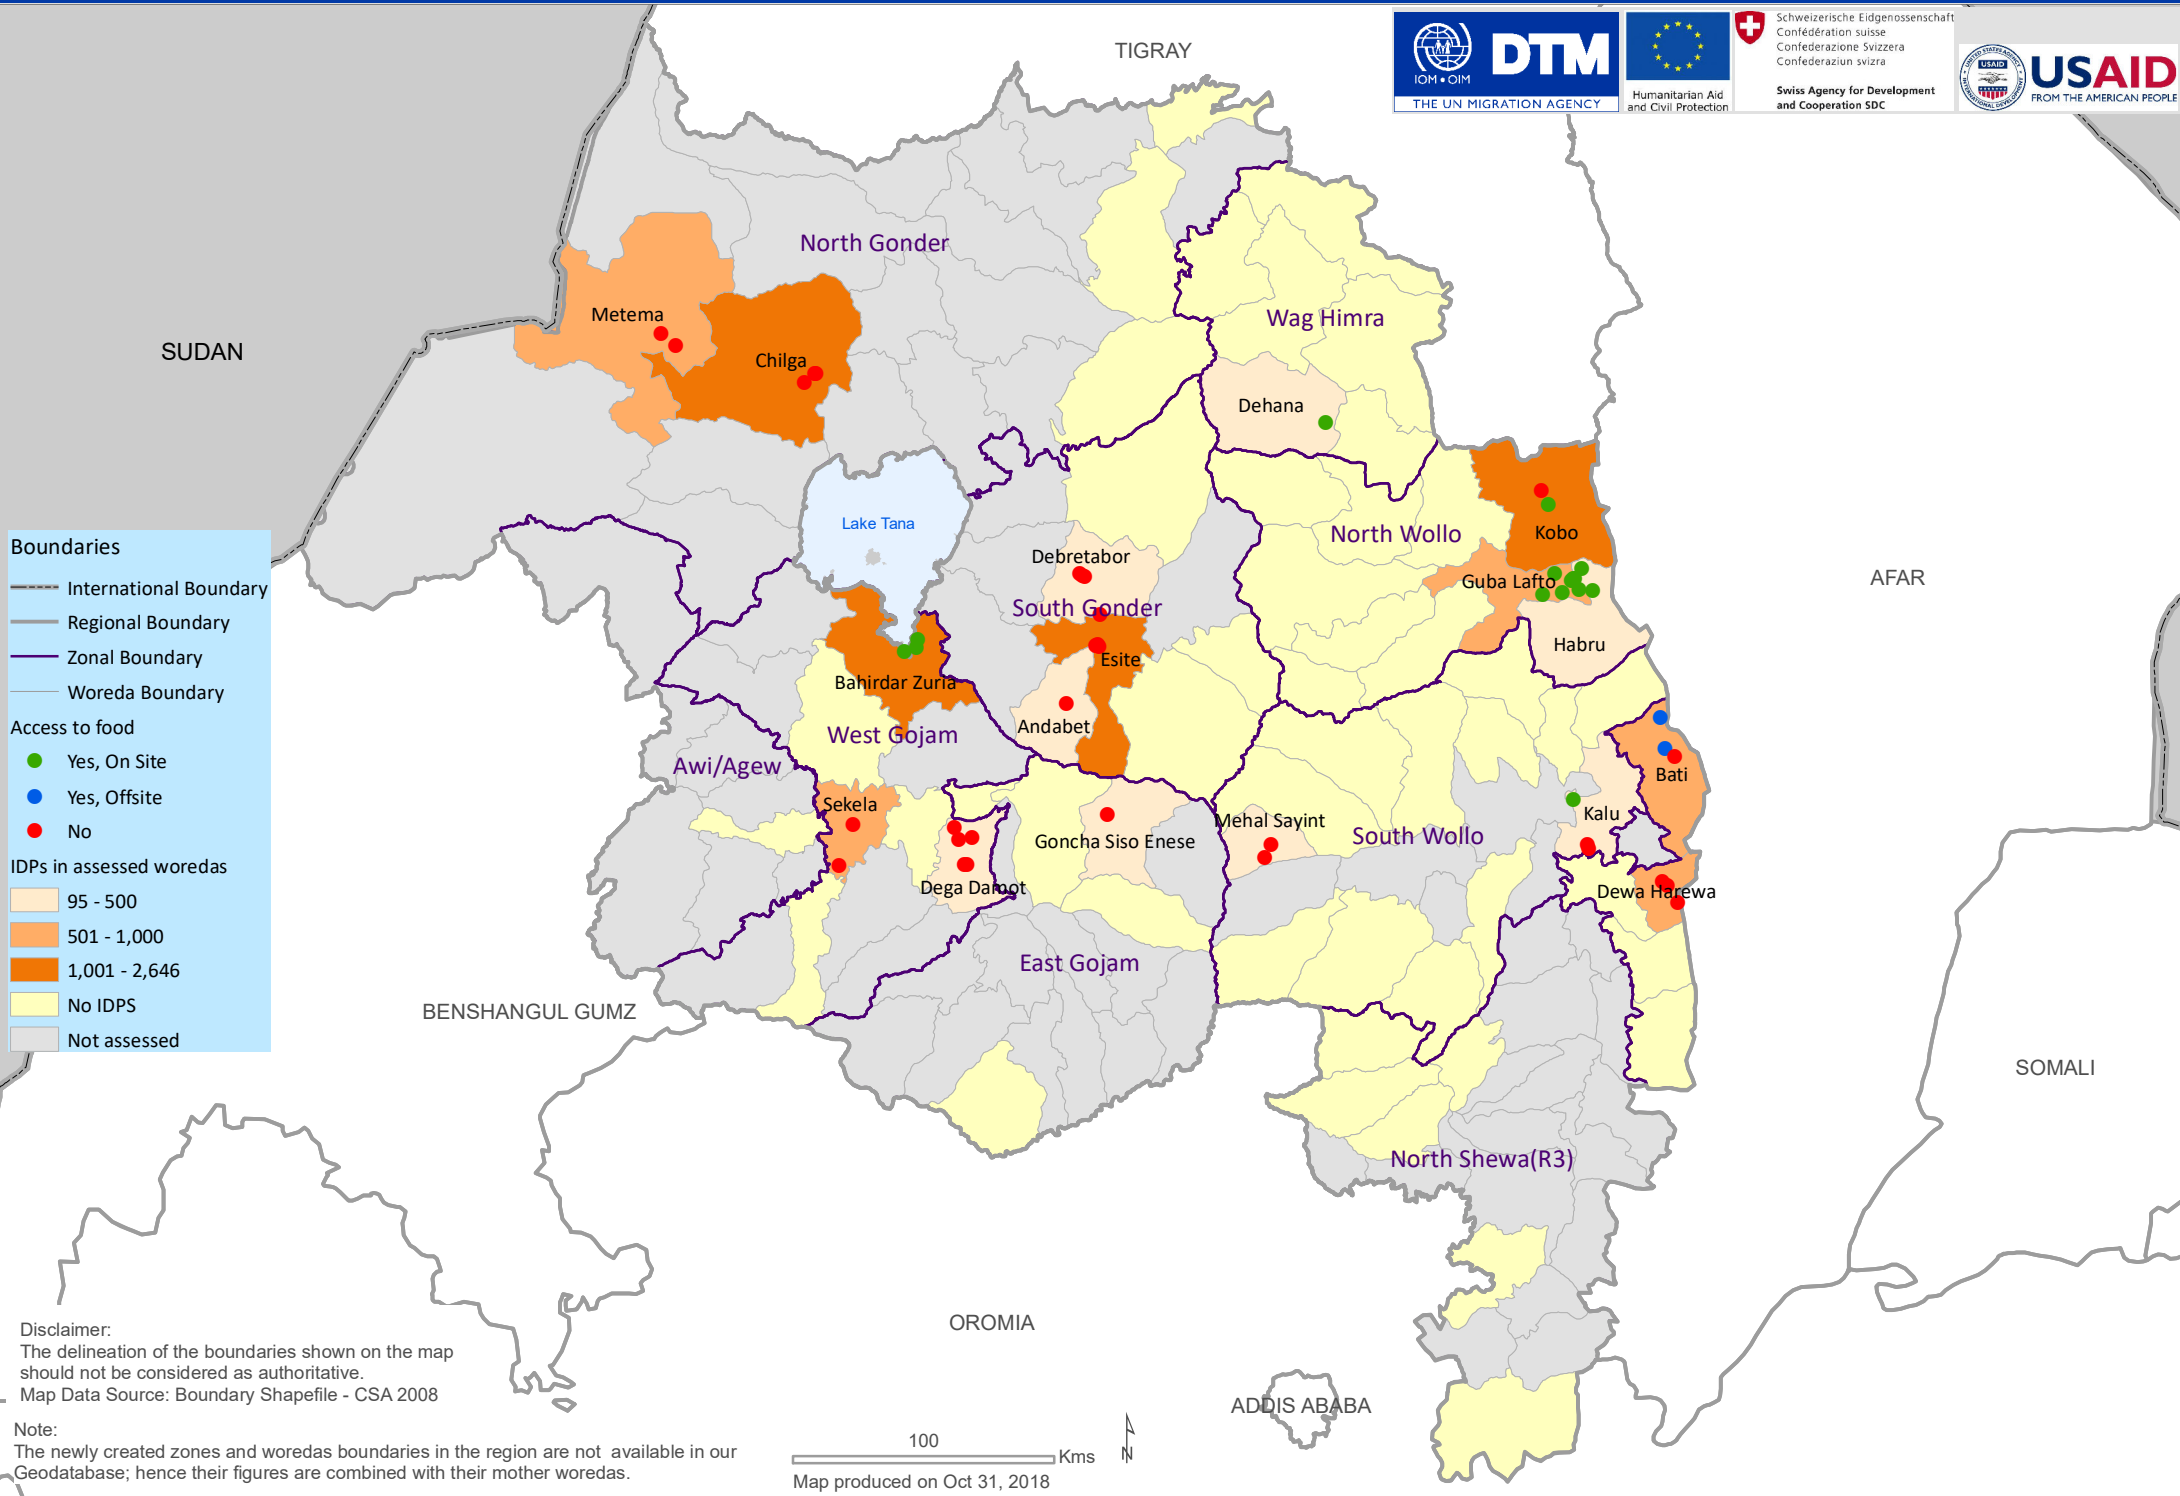 TIGRAY
IOM • OIM
DTM
THE UN MIGRATION AGENCY
Humanitarian Aid
and Civil Protection
Schweizerische Eidgenossenschaft
Confédération suisse
Confederazione Svizzera
Confederaziun svizra
Swiss Agency for Development
and Cooperation SDC
USAID
USAID
FROM THE AMERICAN PEOPLE
North Gonder
Metema
Wag Himra
SUDAN
Chilga
Dehana
Lake Tana
North Wollo
Kobo
Debretabor
Guba Lafto
AFAR
South Gonder
Habru
Esite
Bahirdar Zuria
Andabet
West Gojam
Awi/Agew
Bati
Sekela
Kalu
Mehal Sayint
South Wollo
Goncha Siso Enese
Dega Damot
Dewa Harewa
East Gojam
BENSHANGUL GUMZ
SOMALI
North Shewa(R3)
OROMIA
ADDIS ABABA
Boundaries
International Boundary
Regional Boundary
Zonal Boundary
Woreda Boundary
Access to food
Yes, On Site
Yes, Offsite
No
IDPs in assessed woredas
95 - 500
501 - 1,000
1,001 - 2,646
No IDPS
Not assessed
Disclaimer:
The delineation of the boundaries shown on the map
should not be considered as authoritative.
Map Data Source: Boundary Shapefile - CSA 2008
Note:
The newly created zones and woredas boundaries in the region are not available in our
Geodatabase; hence their figures are combined with their mother woredas.
100
Kms
N
Map produced on Oct 31, 2018